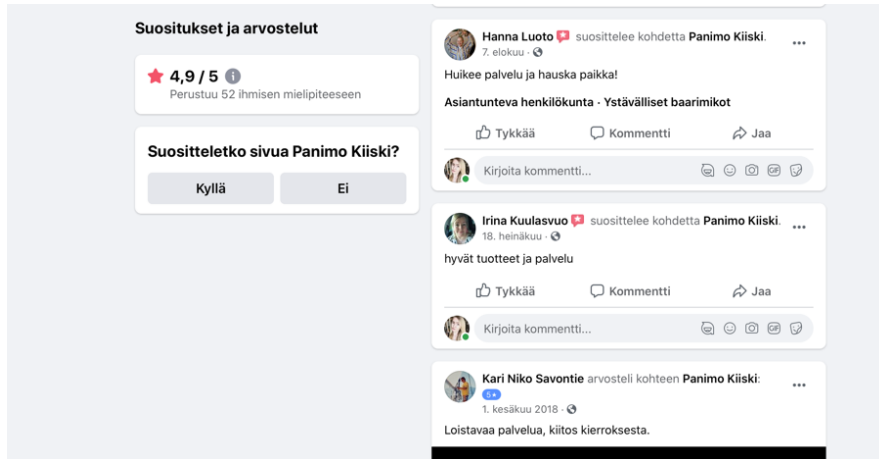 Suositukset ja arvostelut
4,9 / 5
Perustuu 52 ihmisen mielipiteeseen
Suositteletko sivua Panimo Kiiski?
Kyllä
Ei
Hanna Luoto suosittelee kohdetta Panimo Kiiski.
7. elokuu ·
Huikee palvelu ja hauska paikka!
Asiantunteva henkilökunta · Ystävälliset baarimikot
Tykkää Kommentti Jaa
Kirjoita kommentti...
GIF
Irina Kuulasvuo suosittelee kohdetta Panimo Kiiski.
18. heinäkuu ·
hyvät tuotteet ja palvelu
Tykkää Kommentti Jaa
Kirjoita kommentti...
GIF
Kari Niko Savontie arvosteli kohteen Panimo Kiiski:
5★
1. kesäkuu 2018 ·
Loistavaa palvelua, kiitos kierroksesta.